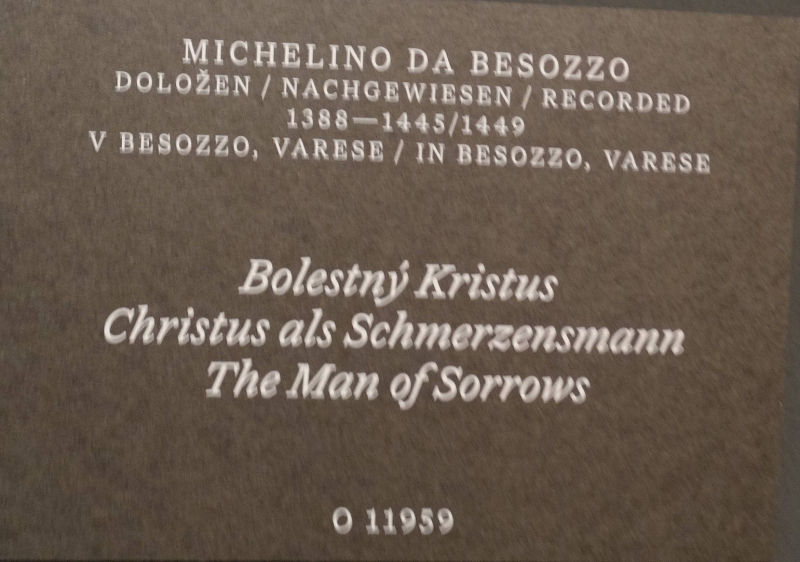 MICHELINO DA BESOZZO
DOLOŽEN / NACHGEWIESEN / RECORDED
1388—1445/1449
V BESOZZO, VARESE / IN BESOZZO, VARESE
Bolestný Kristus
Christus als Schmerzensmann
The Man of Sorrows
O 11959